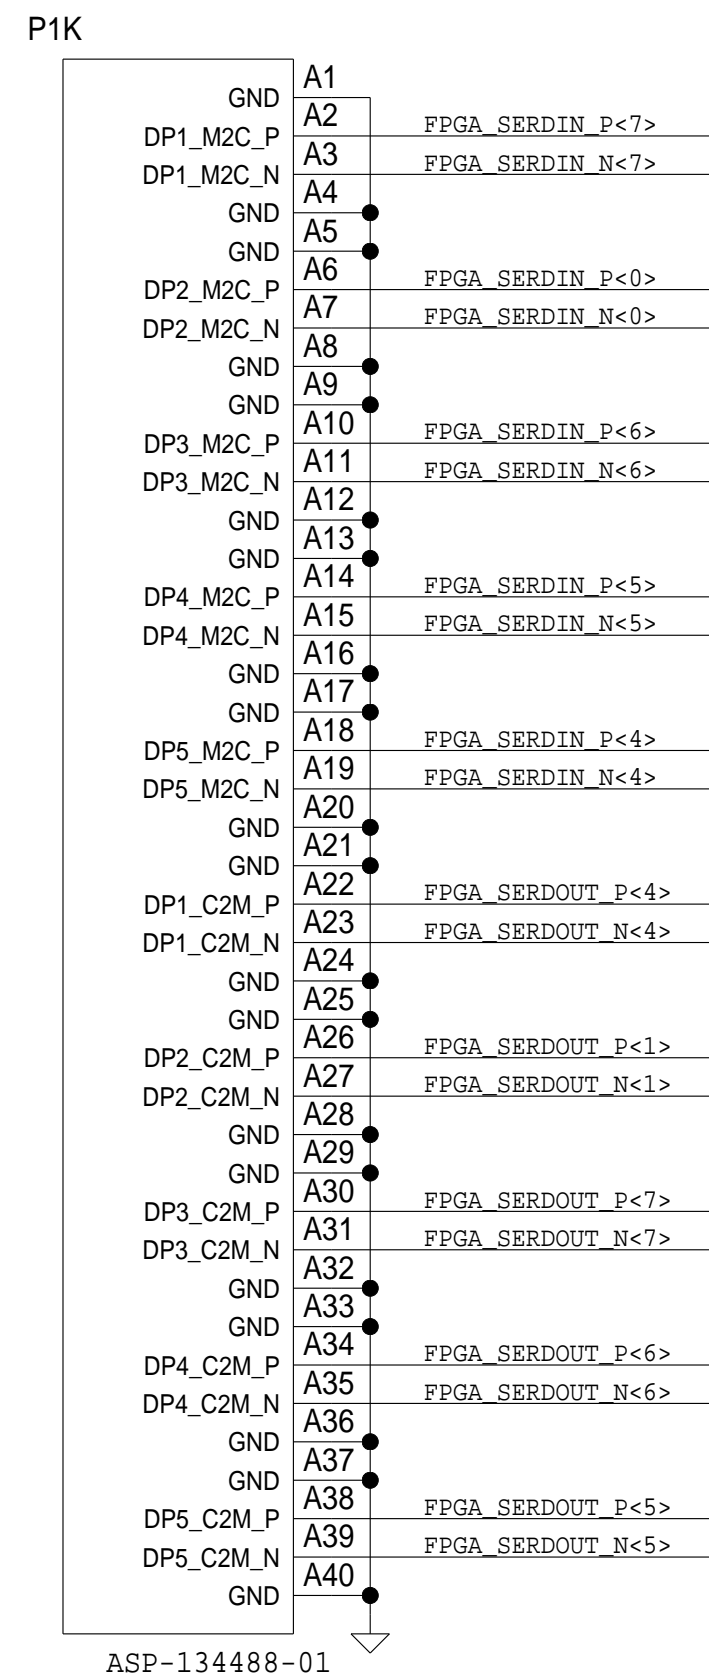 P1K
A1
GND
A2
DP1_M2C_P FPGA_SERDIN_P<7>
A3
DP1_M2C_N FPGA_SERDIN_N<7>
A4
GND
A5
GND
A6
DP2_M2C_P FPGA_SERDIN_P<0>
A7
DP2_M2C_N FPGA_SERDIN_N<0>
A8
GND
A9
GND
A10
DP3_M2C_P FPGA_SERDIN_P<6>
A11
DP3_M2C_N FPGA_SERDIN_N<6>
A12
GND
A13
GND
A14
DP4_M2C_P FPGA_SERDIN_P<5>
A15
DP4_M2C_N FPGA_SERDIN_N<5>
A16
GND
A17
GND
A18
DP5_M2C_P FPGA_SERDIN_P<4>
A19
DP5_M2C_N FPGA_SERDIN_N<4>
A20
GND
A21
GND
A22
DP1_C2M_P FPGA_SERDOUT_P<4>
A23
DP1_C2M_N FPGA_SERDOUT_N<4>
A24
GND
A25
GND
A26
DP2_C2M_P FPGA_SERDOUT_P<1>
A27
DP2_C2M_N FPGA_SERDOUT_N<1>
A28
GND
A29
GND
A30
DP3_C2M_P FPGA_SERDOUT_P<7>
A31
DP3_C2M_N FPGA_SERDOUT_N<7>
A32
GND
A33
GND
A34
DP4_C2M_P FPGA_SERDOUT_P<6>
A35
DP4_C2M_N FPGA_SERDOUT_N<6>
A36
GND
A37
GND
A38
DP5_C2M_P FPGA_SERDOUT_P<5>
A39
DP5_C2M_N FPGA_SERDOUT_N<5>
A40
GND
ASP-134488-01